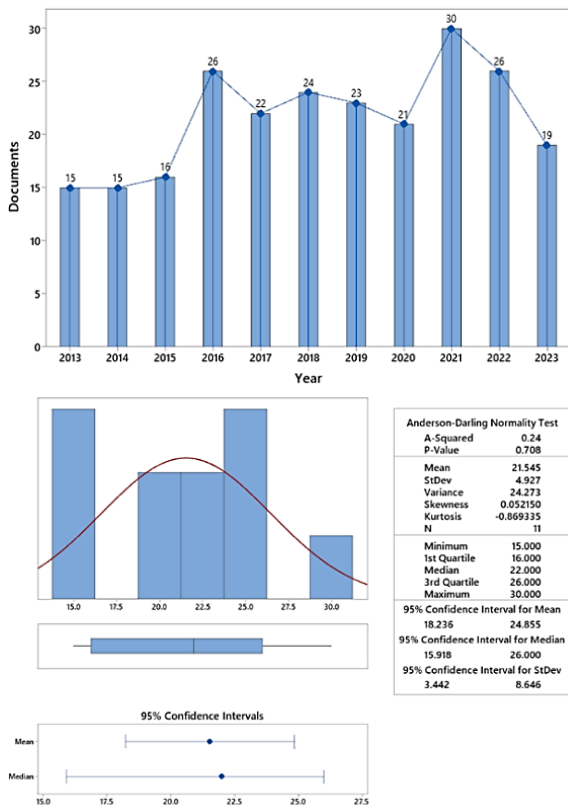 30
25
20
15
10
5
0
Documents
15 15 16 26 22 24 23 21 30 26 19
2013 2014 2015 2016 2017 2018 2019 2020 2021 2022 2023
Year
15.0 17.5 20.0 22.5 25.0 27.5 30.0
Anderson-Darling Normality Test
A-Squared 0.24
P-Value 0.708
Mean 21.545
StDev 4.927
Variance 24.273
Skewness 0.052150
Kurtosis -0.869335
N 11
Minimum 15.000
1st Quartile 16.000
Median 22.000
3rd Quartile 26.000
Maximum 30.000
95% Confidence Interval for Mean
18.236 24.855
95% Confidence Interval for Median
15.918 26.000
95% Confidence Interval for StDev
3.442 8.646
95% Confidence Intervals
Mean
Median
15.0 17.5 20.0 22.5 25.0 27.5